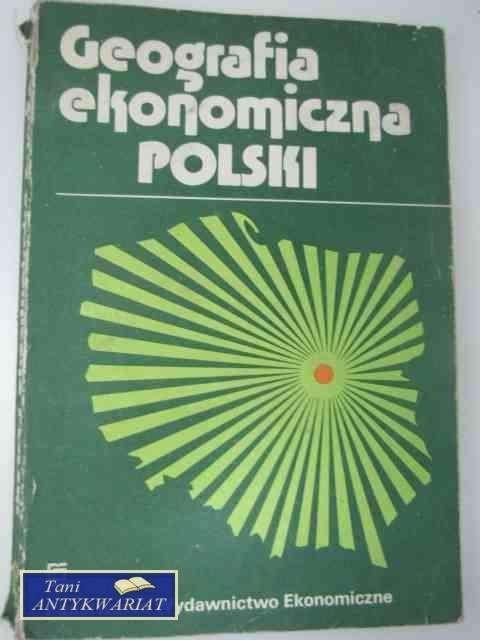 Geografia
ekonomiczna
POLSKI
Tani
ANTYKWARIAT
ydawnictwo Ekonomiczne